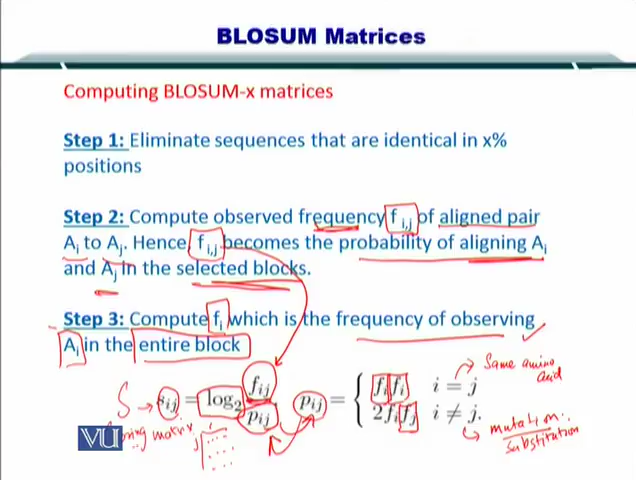 BLOSUM Matrices
Computing BLOSUM-x matrices
Step 1: Eliminate sequences that are identical in x%
positions
Step 2: Compute observed frequency f i,j of aligned pair
Ai to Aj. Hence, f i,j becomes the probability of aligning Ai
and Aj in the selected blocks.
Step 3: Compute fi which is the frequency of observing
Ai in the entire block
Same amino
acid
S → sij = log2 fij / pij   pij = { fifi   i = j
2fifj   i ≠ j.
mutation:
substitution
VU
matrix
i
j